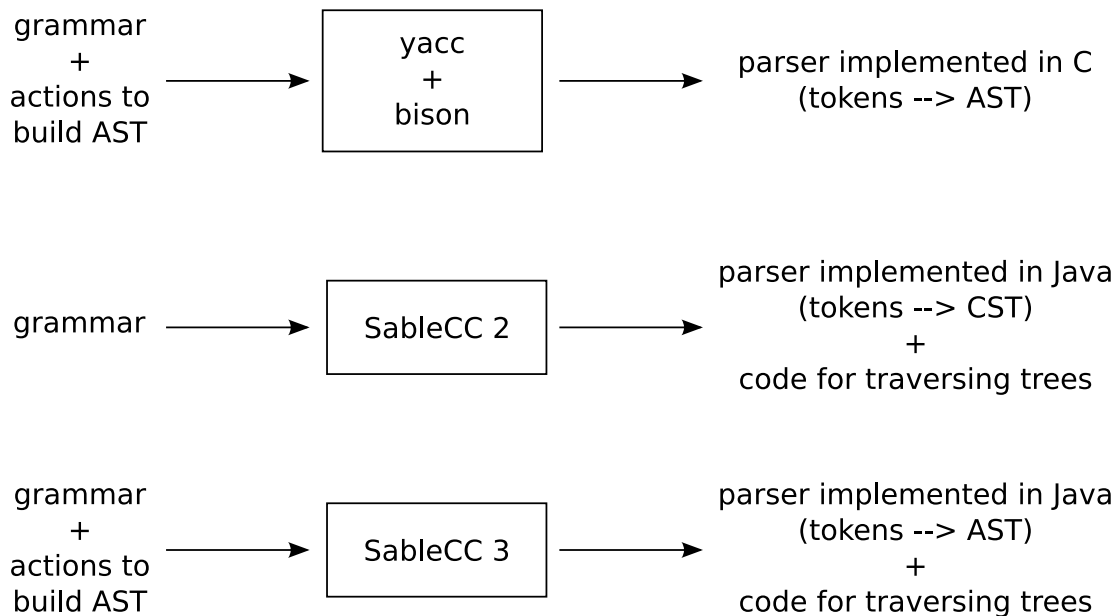 grammar
+
actions to
build AST
yacc
+
bison
parser implemented in C
(tokens --> AST)
grammar
SableCC 2
parser implemented in Java
(tokens --> CST)
+
code for traversing trees
grammar
+
actions to
build AST
SableCC 3
parser implemented in Java
(tokens --> AST)
+
code for traversing trees